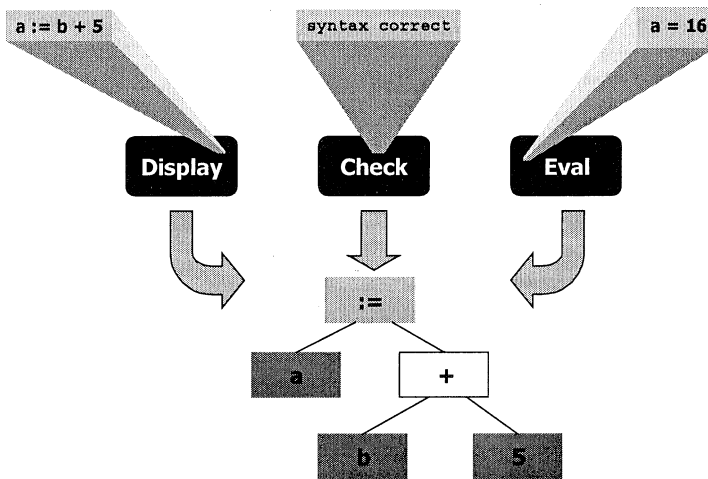 a := b + 5
syntax correct
a = 16
Display
Check
Eval
:=
a
+
b
5